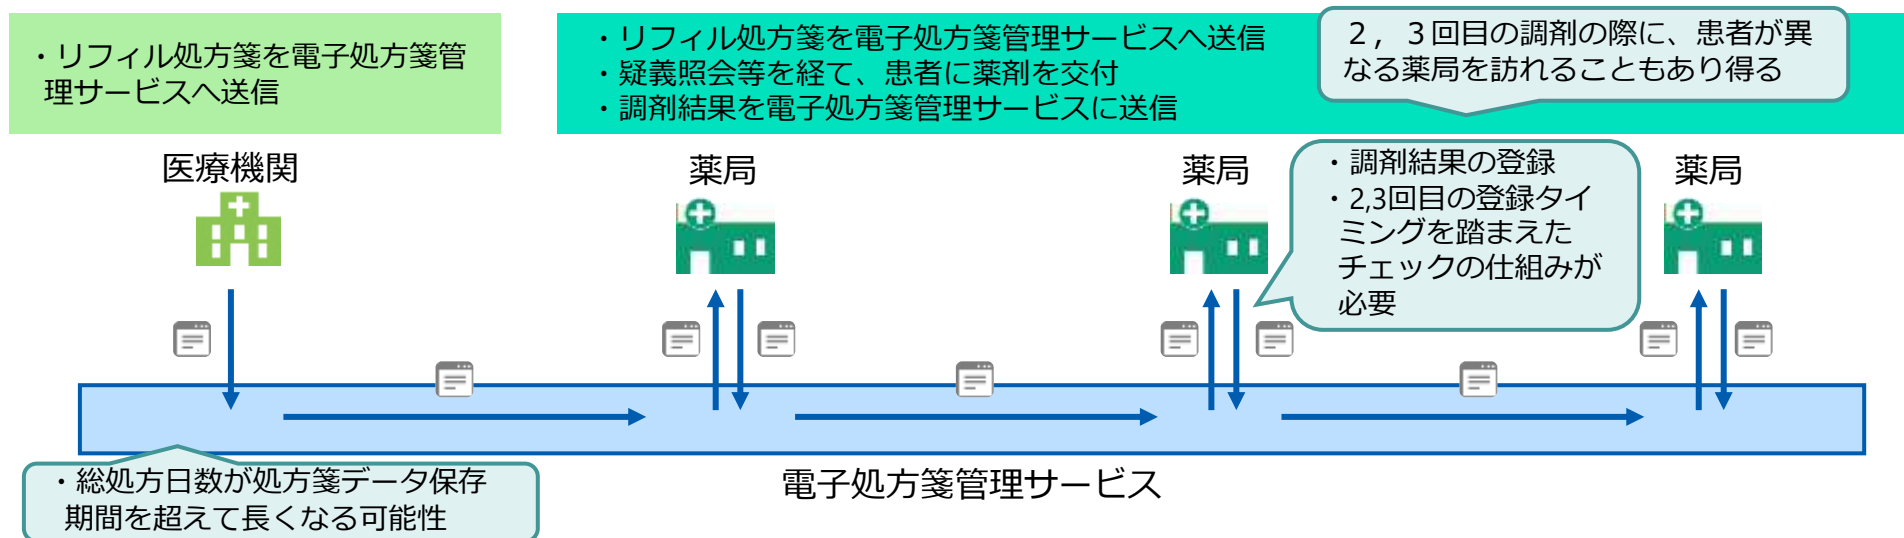 ・リフィル処方箋を電子処方箋管
理サービスへ送信
・リフィル処方箋を電子処方箋管理サービスへ送信
・疑義照会等を経て、患者に薬剤を交付
・調剤結果を電子処方箋管理サービスに送信
２，３回目の調剤の際に、患者が異
なる薬局を訪れることもあり得る
医療機関
薬局
薬局
薬局
・調剤結果の登録
・2,3回目の登録タイ
ミングを踏まえた
チェックの仕組みが
必要
・総処方日数が処方箋データ保存
期間を超えて長くなる可能性
電子処方箋管理サービス